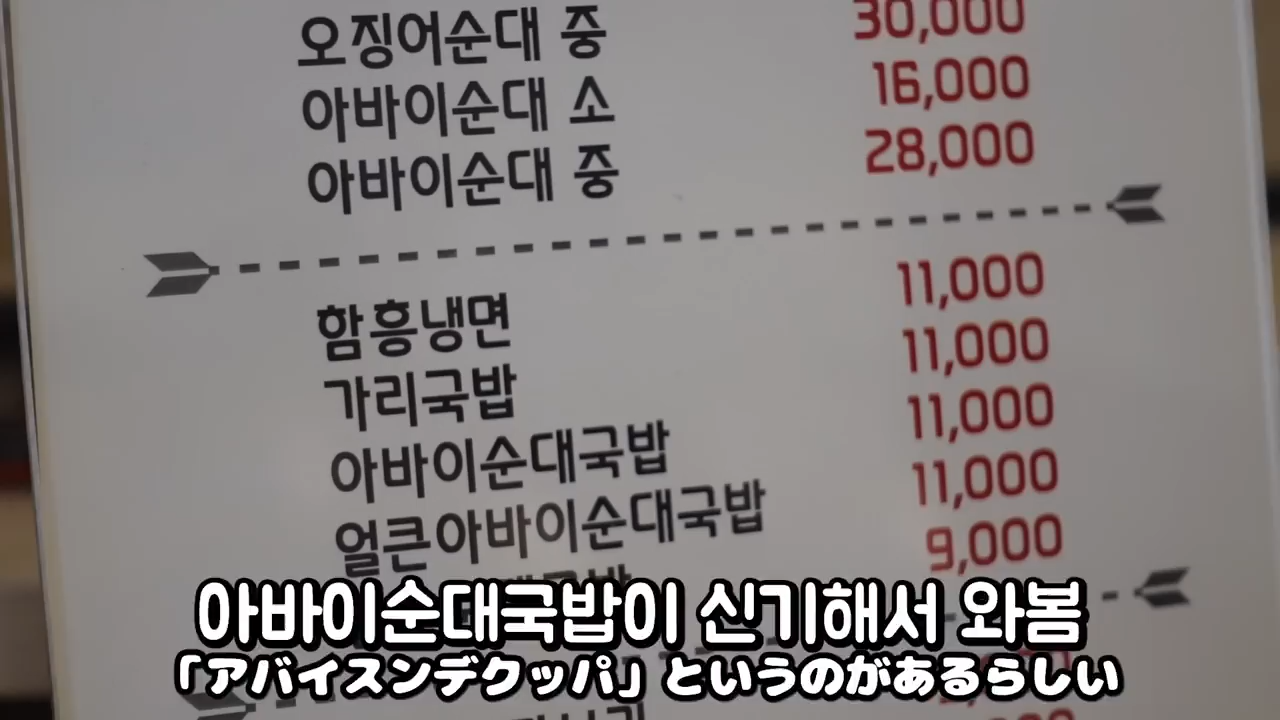 오징어순대 중 30,000
아바이순대 소 16,000
아바이순대 중 28,000
함흥냉면 11,000
가리국밥 11,000
아바이순대국밥 11,000
얼큰아바이순대국밥 11,000
9,000
아바이순대국밥이 신기해서 와봄
「アバイスンデクッパ」というのがあるらしい